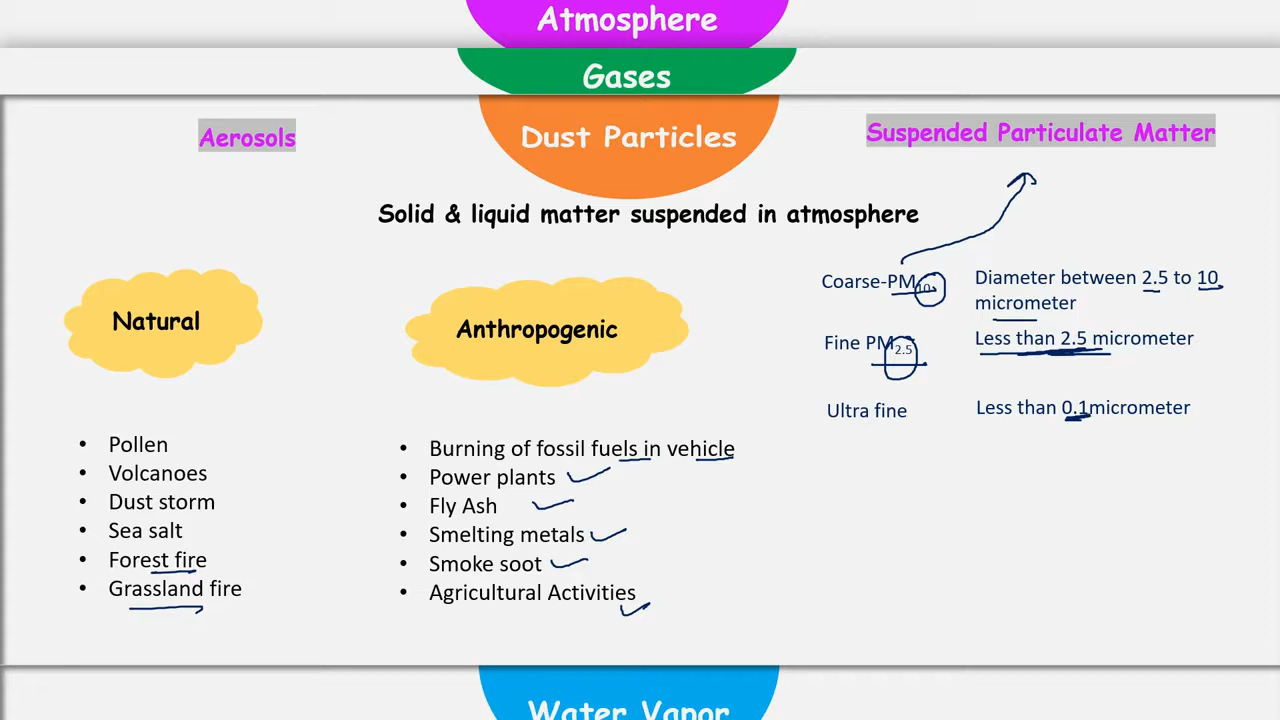 Atmosphere
Gases
Aerosols
Dust Particles
Suspended Particulate Matter
Solid & liquid matter suspended in atmosphere
Natural
Pollen
Volcanoes
Dust storm
Sea salt
Forest fire
Grassland fire
Anthropogenic
Burning of fossil fuels in vehicle
Power plants
Fly Ash
Smelting metals
Smoke soot
Agricultural Activities
Coarse-PM10
Diameter between 2.5 to 10
micrometer
Fine PM2.5
Less than 2.5 micrometer
Ultra fine
Less than 0.1micrometer
Water Vapor